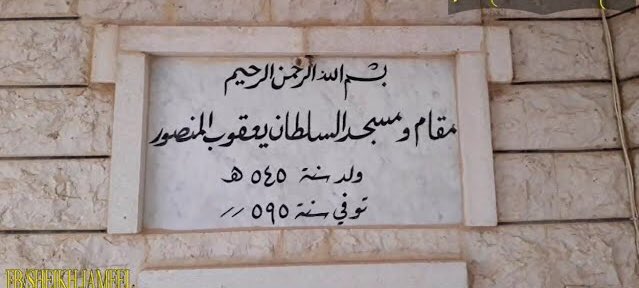 بسم الله الرحمن الرحيم
مقام ومسجد السلطان يعقوب المنصور
ولد سنة ٥٤٥ هـ
توفي سنة ٥٩٥ //
FB/SHEIKH.JAMEEL